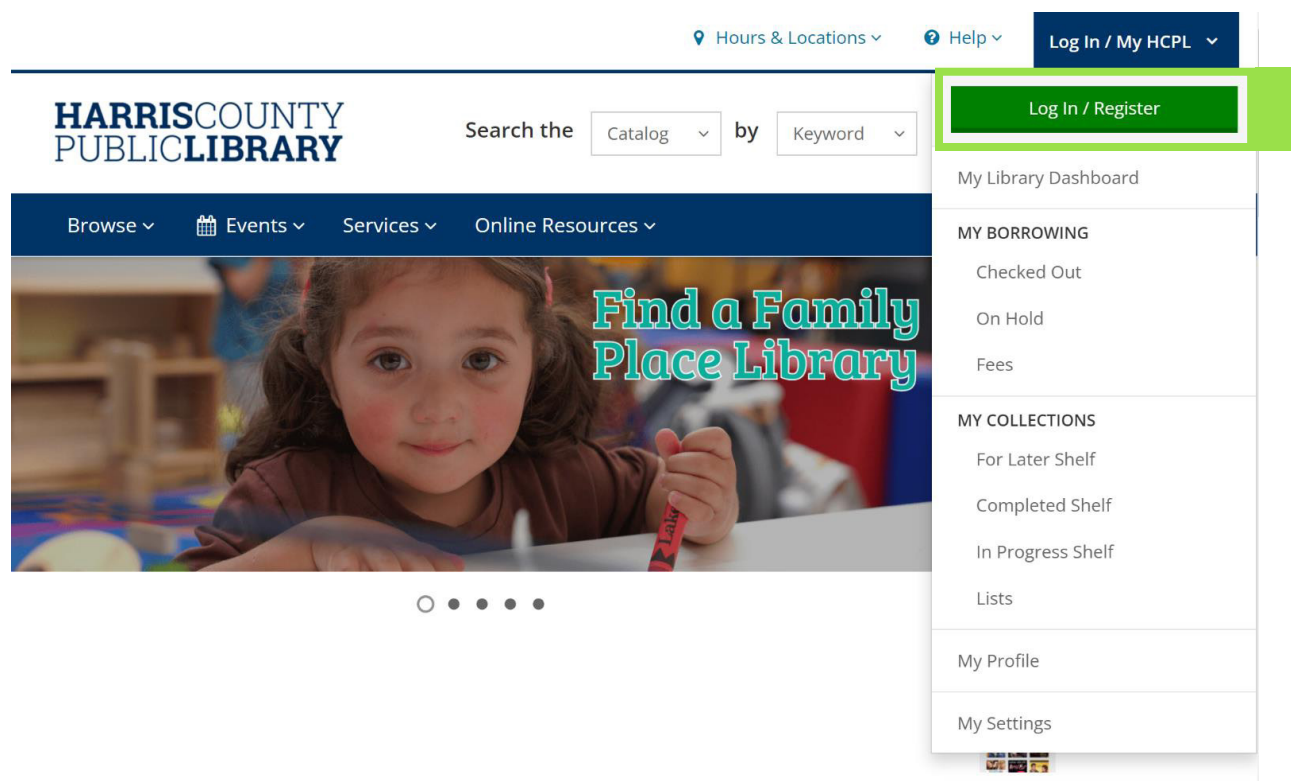 Hours & Locations
Help
Log In / My HCPL
HARRISCOUNTY
PUBLICLIBRARY
Search the
Catalog
by
Keyword
Log In / Register
Browse
Events
Services
Online Resources
Find a Family
Place Library
My Library Dashboard
MY BORROWING
Checked Out
On Hold
Fees
MY COLLECTIONS
For Later Shelf
Completed Shelf
In Progress Shelf
Lists
My Profile
My Settings